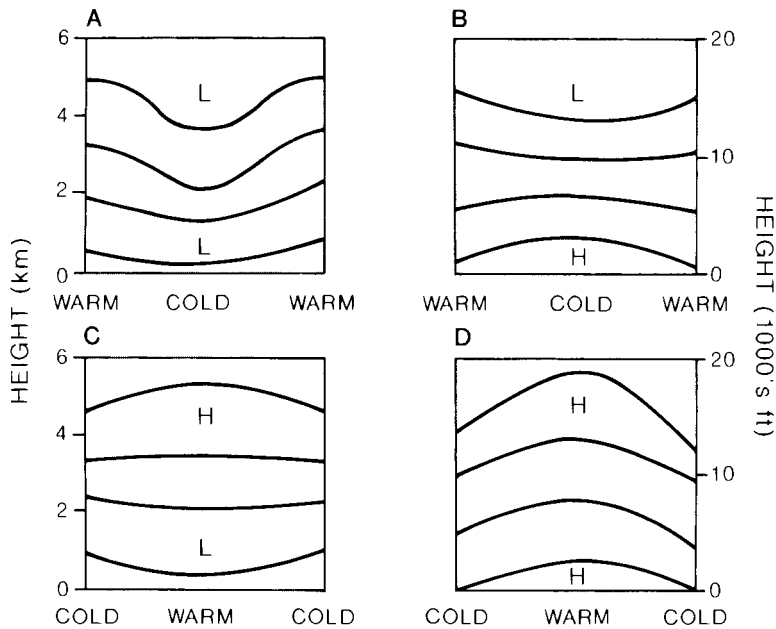 A
B
6
4
2
0
L
L
L
H
20
10
0
WARM COLD WARM
WARM COLD WARM
HEIGHT (km)
HEIGHT (1000's ft)
C
D
6
4
2
0
H
L
H
H
20
10
0
COLD WARM COLD
COLD WARM COLD